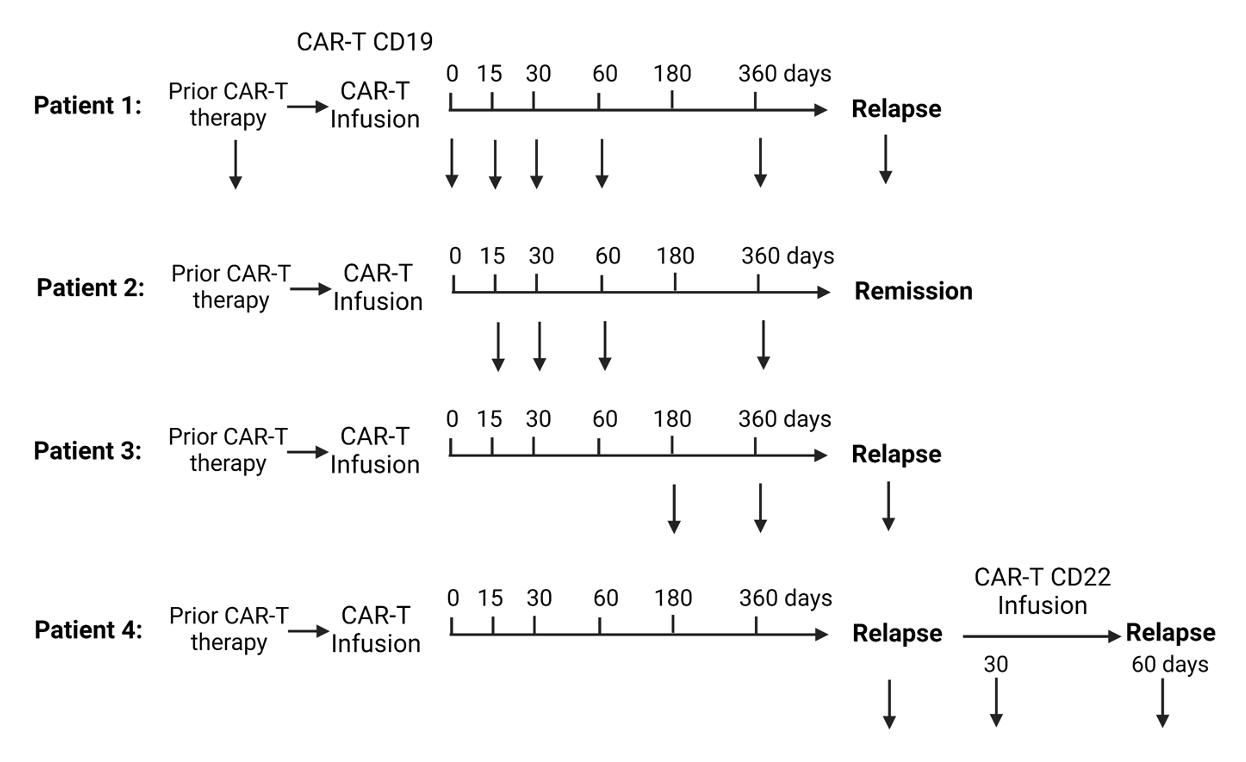 CAR-T CD19
0 15 30 60 180 360 days
Patient 1: Prior CAR-T therapy CAR-T Infusion Relapse
0 15 30 60 180 360 days
Patient 2: Prior CAR-T therapy CAR-T Infusion Remission
0 15 30 60 180 360 days
Patient 3: Prior CAR-T therapy CAR-T Infusion Relapse
CAR-T CD22
Infusion
0 15 30 60 180 360 days
Patient 4: Prior CAR-T therapy CAR-T Infusion Relapse Relapse
30 60 days